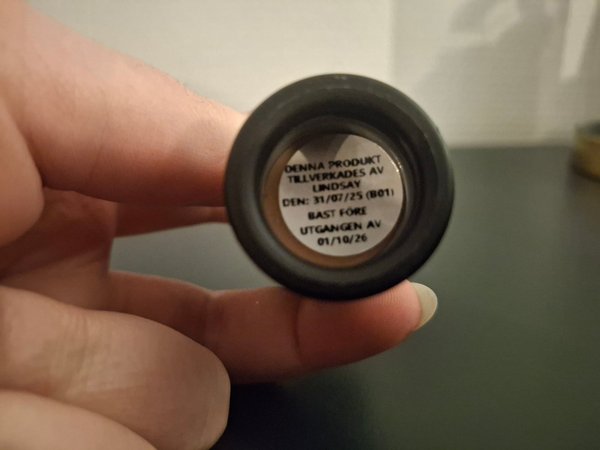 DENNA PRODUKT
TILLVERKADES AV
LINDSAY
DEN: 31/07/25 (B01)
BAST FÖRE
UTGANGEN AV
01/10/26